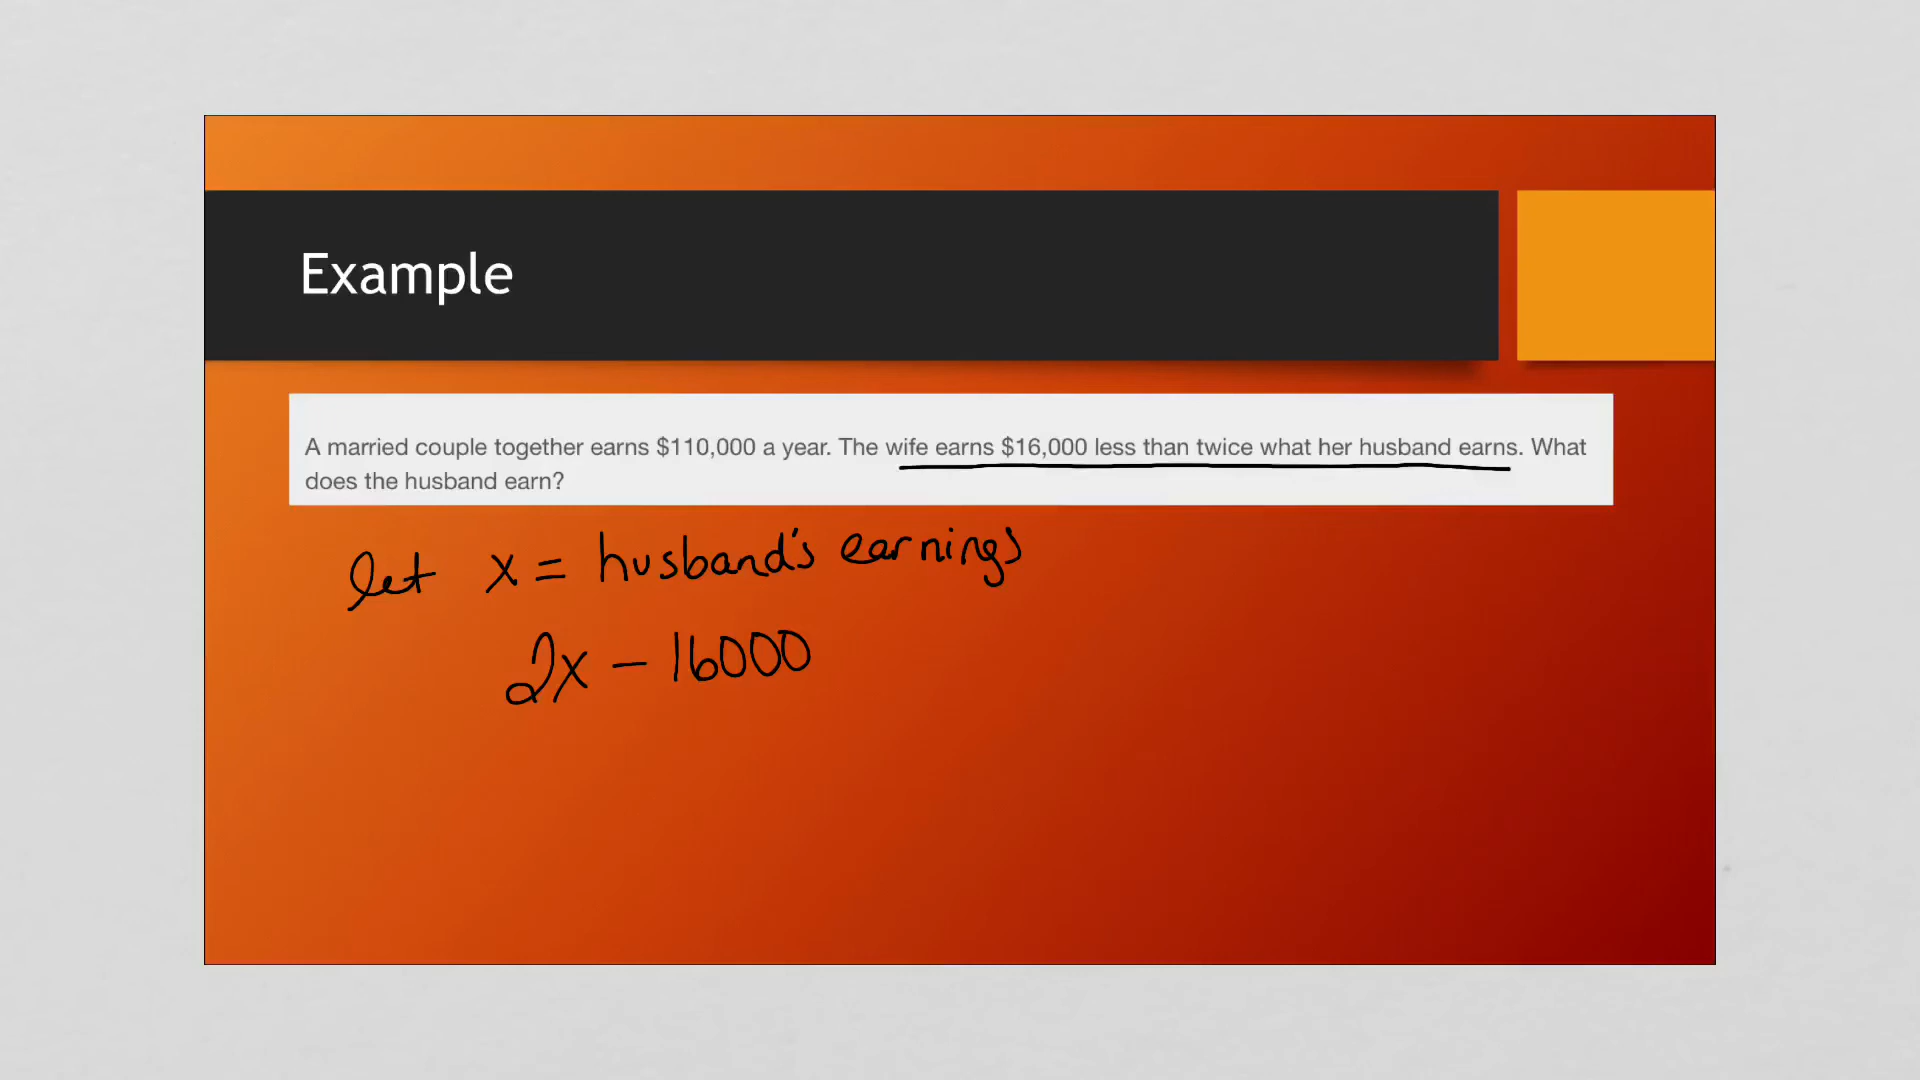 Example
A married couple together earns $110,000 a year. The wife earns $16,000 less than twice what her husband earns. What
does the husband earn?
let x = husband's earnings
2x - 16000